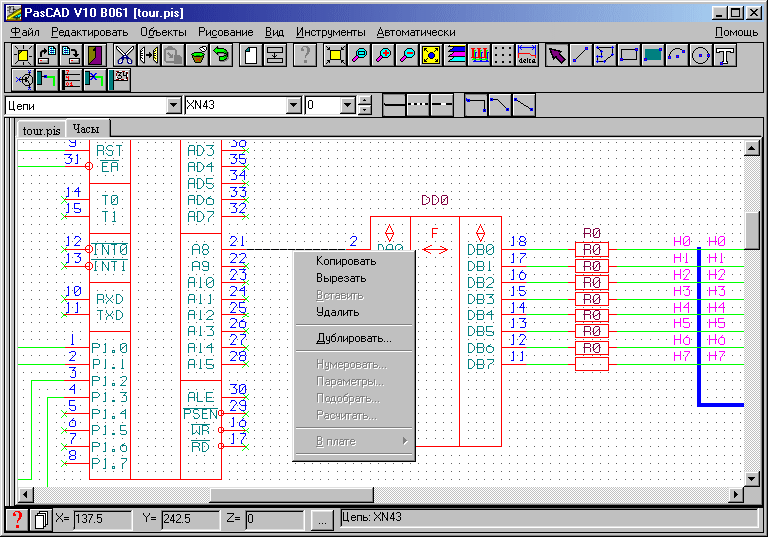 PasCAD V10 B061 [tour.pis]
Файл Редактировать Объекты Рисование Вид Инструменты Автоматически Помощь
delta
Цепи XN43 0
tour.pis Часы
9 RST AD3 36
31 EA AD4 35
AD5 34
14 T0 AD6 33
15 T1 AD7 32
DD0
12 INT0 A8 21 2 DA0 F DB0 18 R0 H0 H0
13 INT1 A9 22 < > DB1 17 R0 H1 H1
A10 23 DB2 16 R0 H2 H2
10 RXD A11 24 DB3 15 R0 H3 H3
11 TXD A12 25 DB4 14 R0 H4 H4
A13 26 DB5 13 R0 H5 H5
1 P1.0 A14 27 DB6 12 R0 H6 H6
2 P1.1 A15 28 DB7 11 H7 H7
3 P1.2
4 P1.3 ALE 30
5 P1.4 PSEN 29
6 P1.5 WR 16
7 P1.6 RD 17
8 P1.7
Копировать
Вырезать
Вставить
Удалить
Дублировать...
Нумеровать...
Параметры...
Подобрать...
Расчитать...
В плате
? X= 137.5 Y= 242.5 Z= 0 ... Цепь: XN43